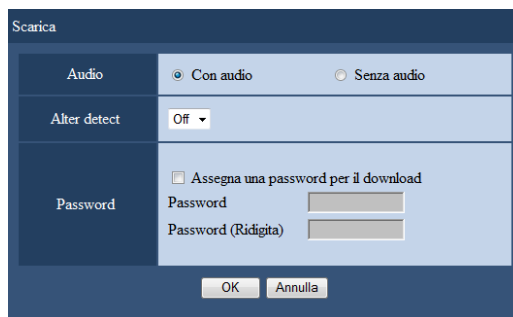 Scarica
Audio
Con audio
Senza audio
Alter detect
Off
Password
Assegna una password per il download
Password
Password (Ridigita)
OK
Annulla